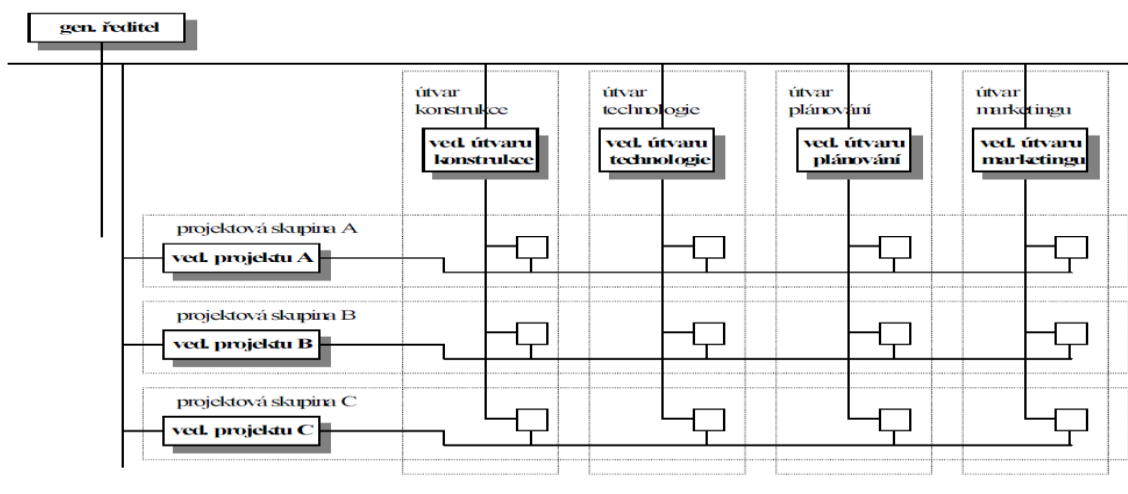 gen. ředitel
útvar
konstrukce
útvar
technologie
útvar
plánování
útvar
marketingu
ved. útvaru
konstrukce
ved. útvaru
technologie
ved. útvaru
plánování
ved. útvaru
marketingu
projektová skupina A
ved. projektu A
projektová skupina B
ved. projektu B
projektová skupina C
ved. projektu C